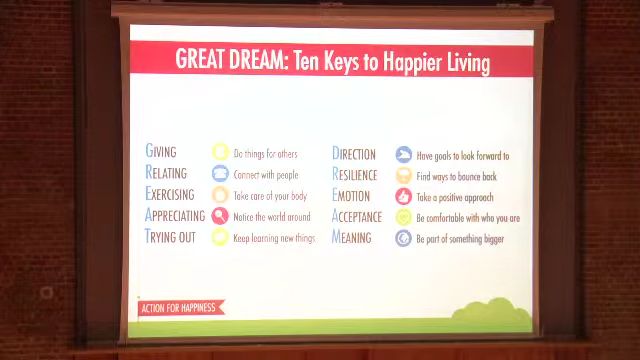 GREAT DREAM: Ten Keys to Happier Living
GIVING Do things for others
RELATING Connect with people
EXERCISING Take care of your body
APPRECIATING Notice the world around
TRYING OUT Keep learning new things
DIRECTION Have goals to look forward to
RESILIENCE Find ways to bounce back
EMOTION Take a positive approach
ACCEPTANCE Be comfortable with who you are
MEANING Be part of something bigger
ACTION FOR HAPPINESS